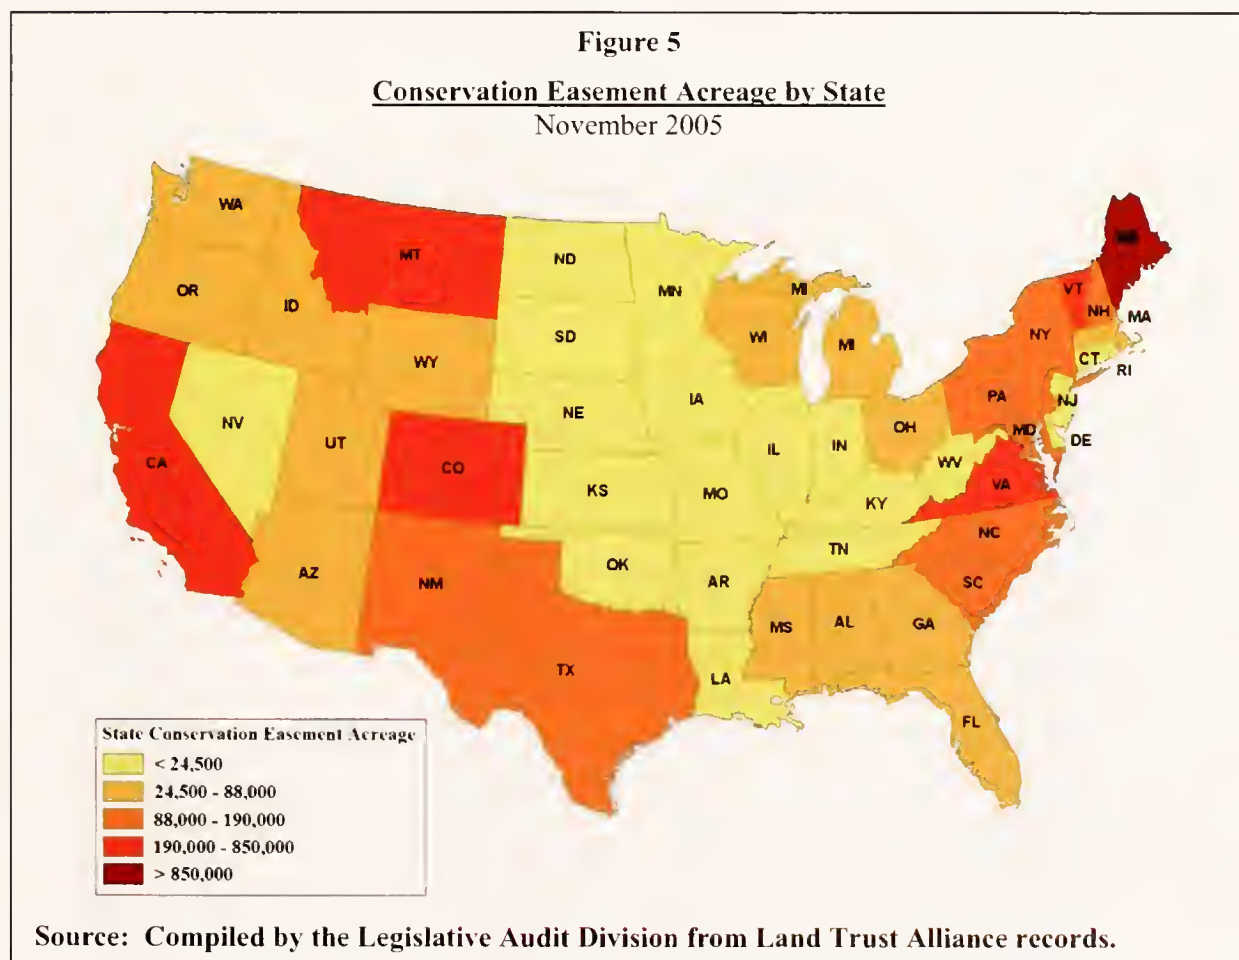 Figure 5
Conservation Easement Acreage by State
November 2005
WA
MT
ND
MN
OR
ID
SD
WY
WI
MI
MI
VT
NH
MA
NY
CT
RI
NV
UT
NE
IA
PA
NJ
CA
CO
IL
IN
OH
MD
DE
WV
KS
MO
KY
VA
AZ
NM
OK
AR
TN
NC
SC
TX
LA
MS
AL
GA
FL
State Conservation Easement Acreage
< 24,500
24,500 - 88,000
88,000 - 190,000
190,000 - 850,000
> 850,000
Source: Compiled by the Legislative Audit Division from Land Trust Alliance records.